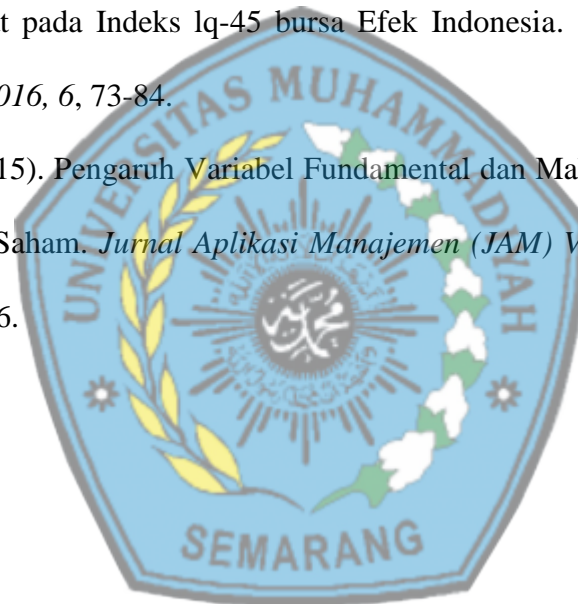 t pada Indeks lq-45 bursa Efek Indonesia.
016, 6, 73-84.
15). Pengaruh Variabel Fundamental dan Ma
Saham. Jurnal Aplikasi Manajemen (JAM) V
6.
UNIVERSITAS MUHAMMADIYAH
SEMARANG